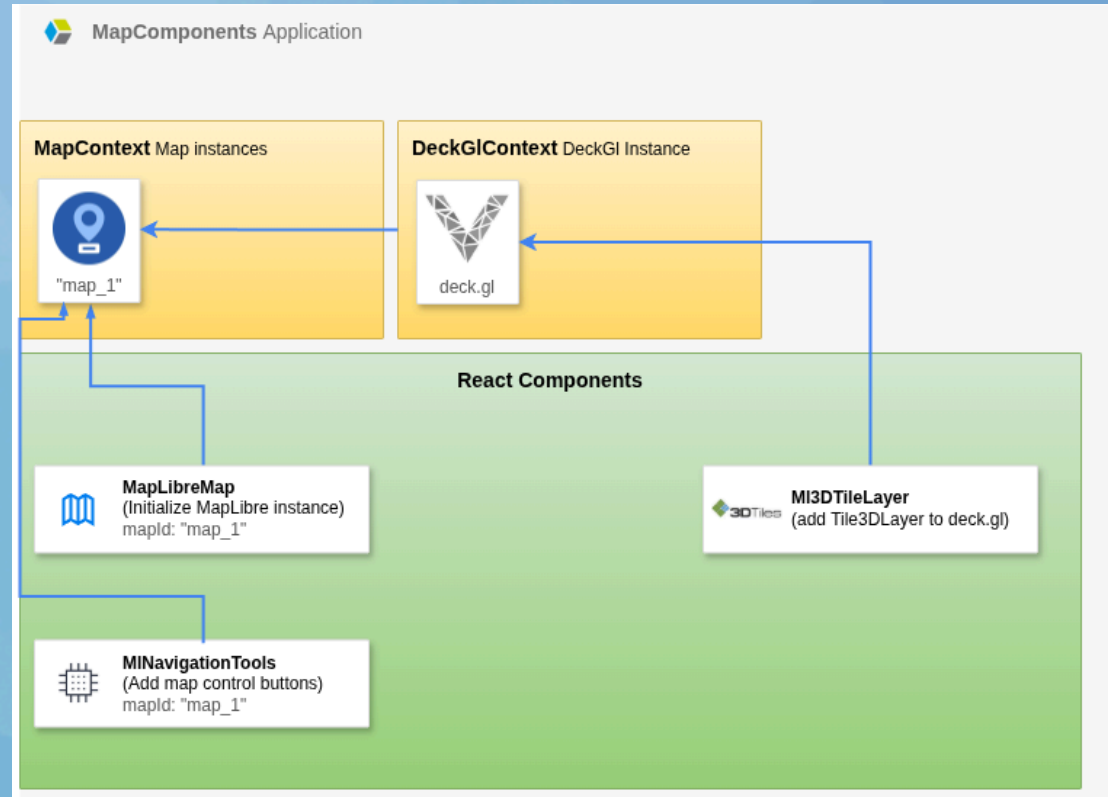 MapComponents Application
MapContext Map instances
DeckGlContext DeckGl Instance
"map_1"
deck.gl
React Components
MapLibreMap
(Initialize MapLibre instance)
mapId: "map_1"
3DTiles
Ml3DTileLayer
(add Tile3DLayer to deck.gl)
MlNavigationTools
(Add map control buttons)
mapId: "map_1"